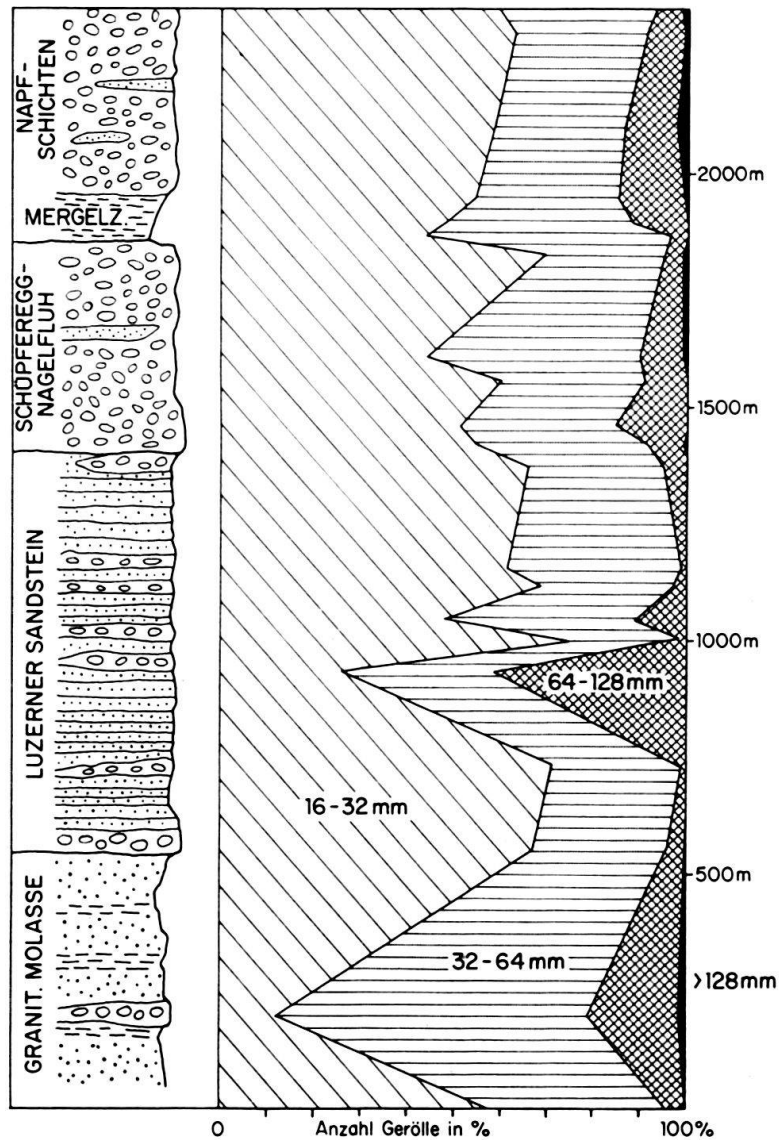 NAPF-
SCHICHTEN
MERGELZ.
SCHÜPFEREGG-
NAGELFLUH
LUZERNER SANDSTEIN
GRANIT. MOLASSE
2000m
1500m
1000m
64-128mm
16-32mm
500m
32-64mm
>128mm
0 Anzahl Gerölle in % 100%